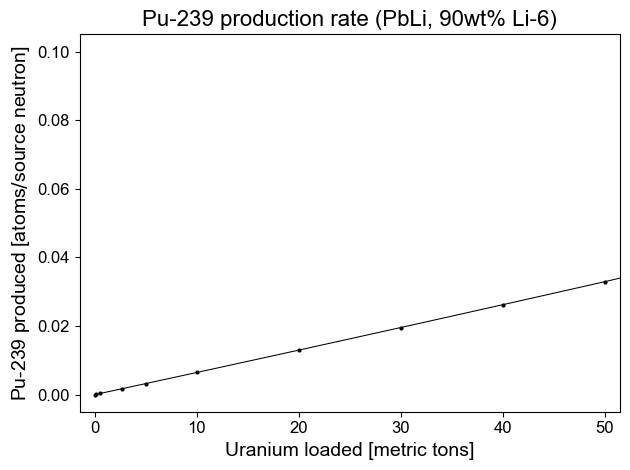 Pu-239 production rate (PbLi, 90wt% Li-6)
Pu-239 produced [atoms/source neutron]
0.10
0.08
0.06
0.04
0.02
0.00
0 10 20 30 40 50
Uranium loaded [metric tons]